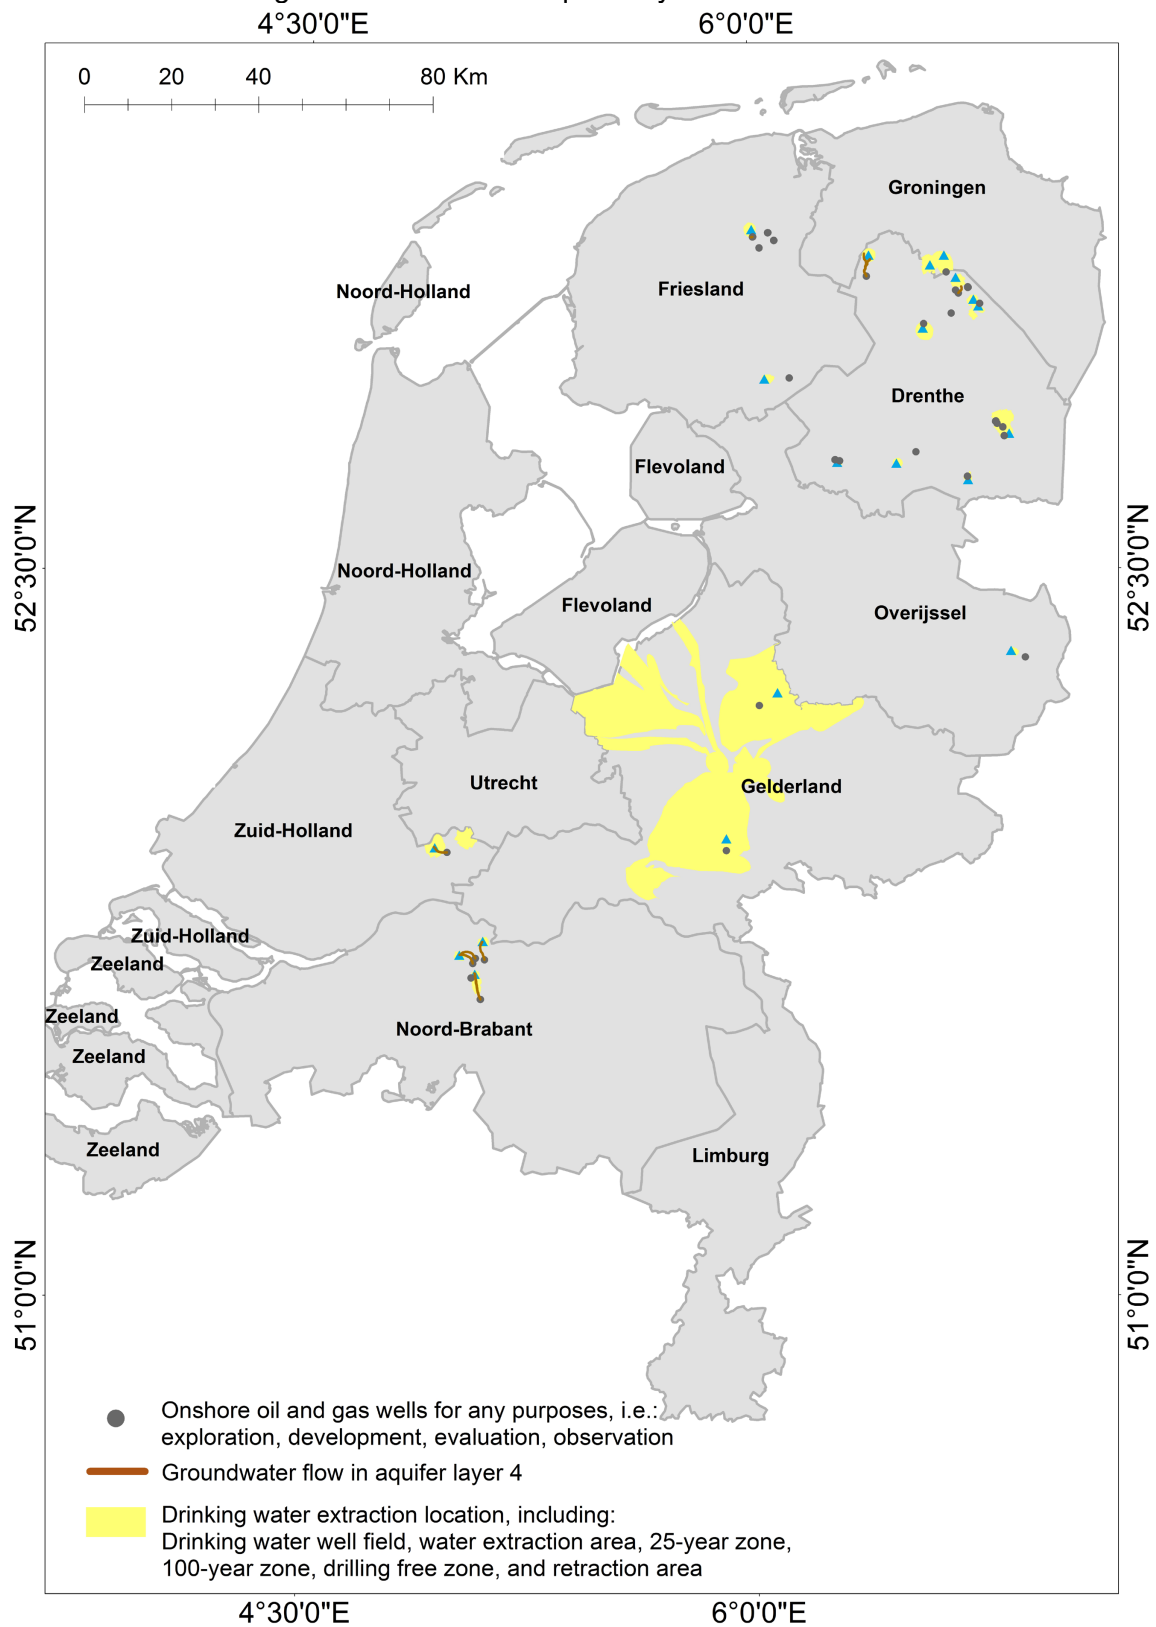 4°30'0"E
6°0'0"E
0 20 40 80 Km
Groningen
Noord-Holland
Friesland
Drenthe
Flevoland
52°30'0"N
52°30'0"N
Noord-Holland
Flevoland
Overijssel
Utrecht
Gelderland
Zuid-Holland
Zuid-Holland
Zeeland
Zeeland
Noord-Brabant
Zeeland
Zeeland
Limburg
51°0'0"N
51°0'0"N
Onshore oil and gas wells for any purposes, i.e.:
exploration, development, evaluation, observation
Groundwater flow in aquifer layer 4
Drinking water extraction location, including:
Drinking water well field, water extraction area, 25-year zone,
100-year zone, drilling free zone, and retraction area
4°30'0"E
6°0'0"E